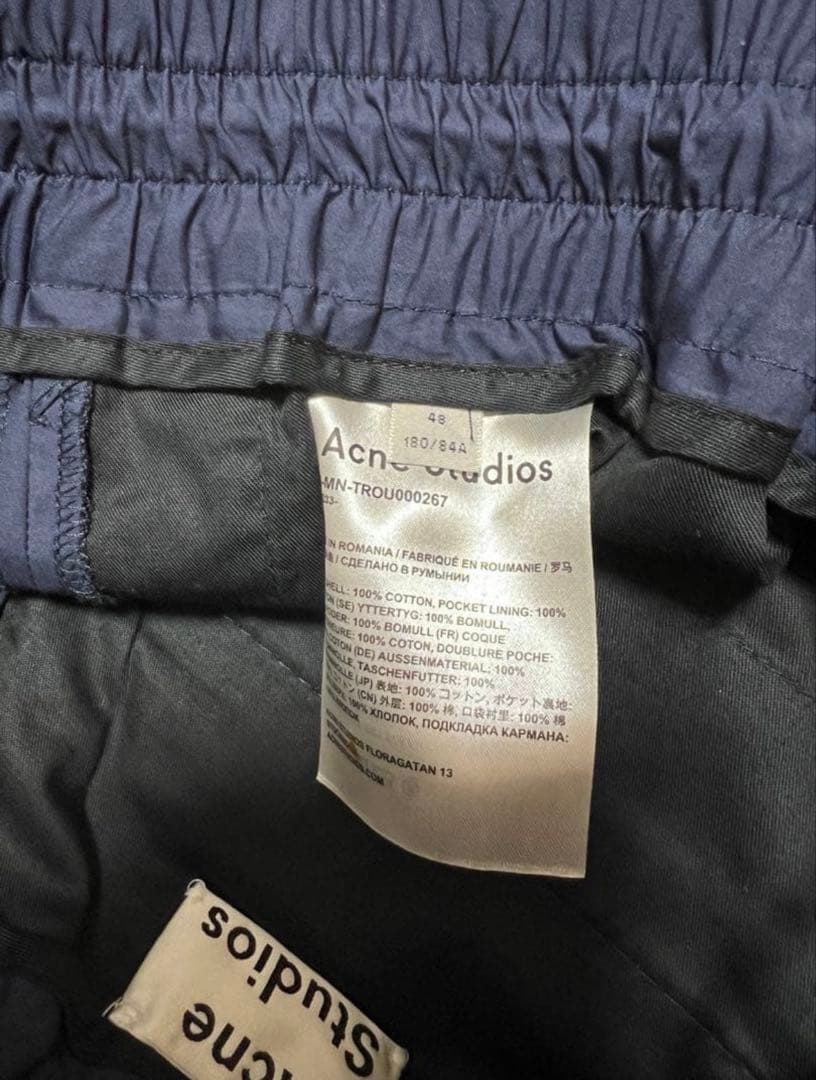 48
180/84A
Acne Studios
MN-TROU000267
IN ROMANIA / FABRIQUÉ EN ROUMANIE / 罗马
/ СДЕЛАНО В РУМЫНИИ
SHELL: 100% COTTON, POCKET LINING: 100%
(SE) YTTERTYG: 100% BOMULL,
100% BOMULL (FR) COQUE
100% COTON, DOUBLURE POCHE:
COTON (DE) AUSSENMATERIAL: 100%
TASCHENFUTTER: 100%
(JP) 表地: 100% コットン, ポケット裏地:
(CN) 外层: 100% 棉, 口袋衬里: 100% 棉
100% ХЛОПОК, ПОДКЛАДКА КАРМАНА:
FLORAGATAN 13
Acne
Studios